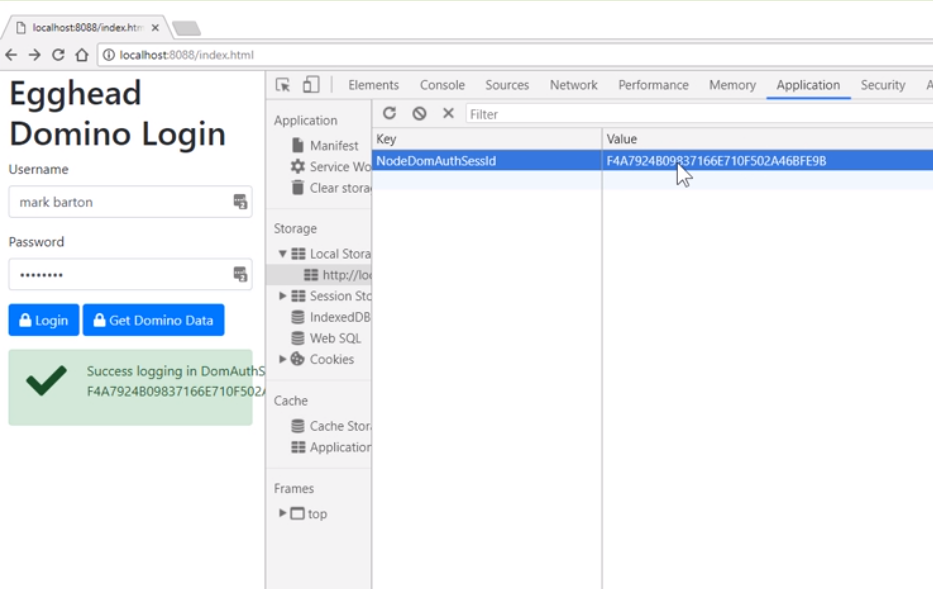 localhost:8088/index.htm
localhost:8088/index.html
Egghead
Domino Login
Username
mark barton
Password
••••••••
Login
Get Domino Data
Success logging in DomAuthS
F4A7924B09837166E710F502A
Elements Console Sources Network Performance Memory Application Security A
Application
Manifest
Service Wo
Clear stora
Storage
Local Stora
http://loc
Session Sto
IndexedDB
Web SQL
Cookies
Cache
Cache Stor
Application
Frames
top
Filter
Key Value
NodeDomAuthSessId F4A7924B09837166E710F502A46BFE9B